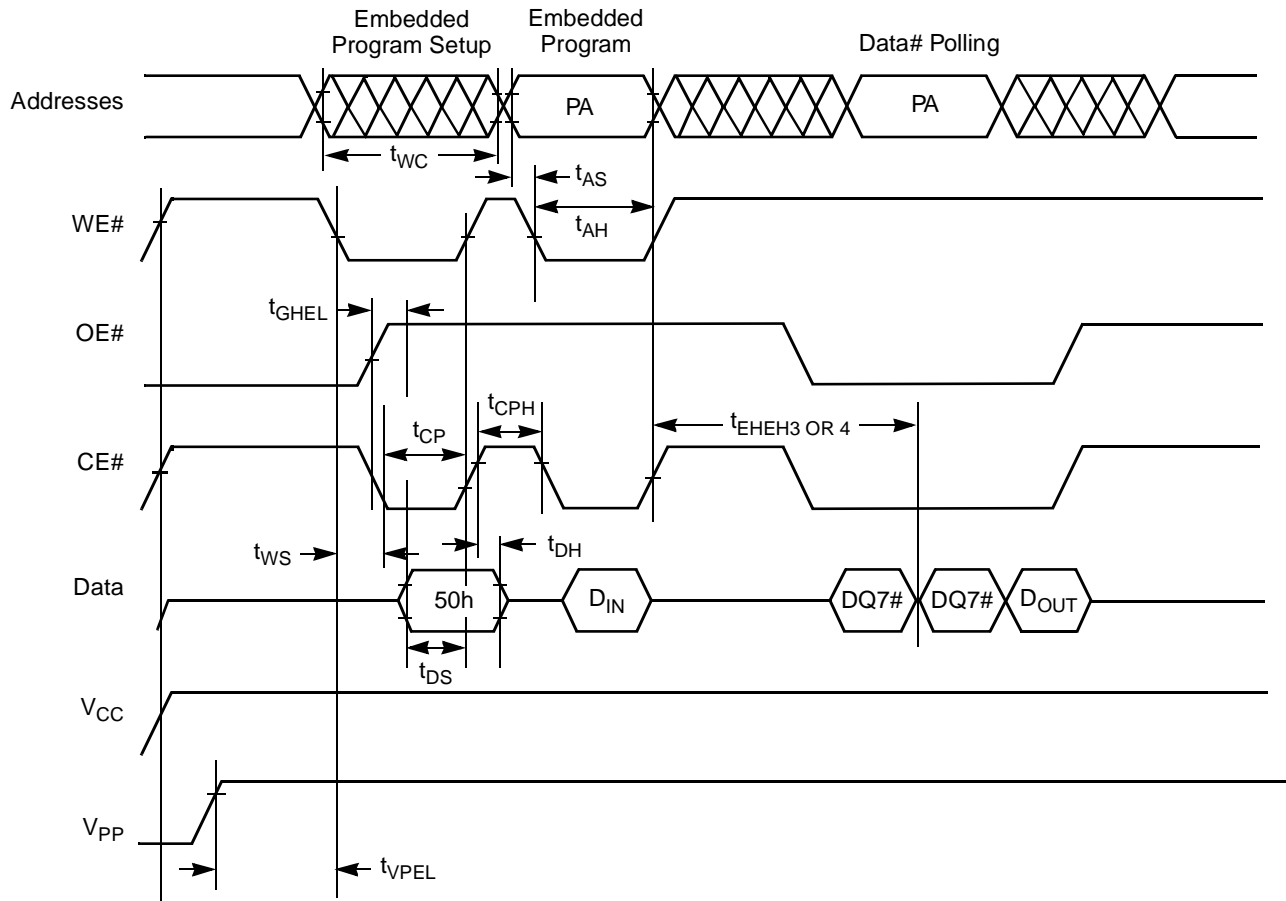 Embedded
Program Setup
Embedded
Program
Data# Polling
Addresses
PA
PA
tWC
tAS
WE#
tAH
tGHEL
OE#
tCPH
tCP
tEHEH3 OR 4
CE#
tWS
tDH
Data
50h
DIN
DQ7#
DQ7#
DOUT
tDS
VCC
VPP
tVPEL